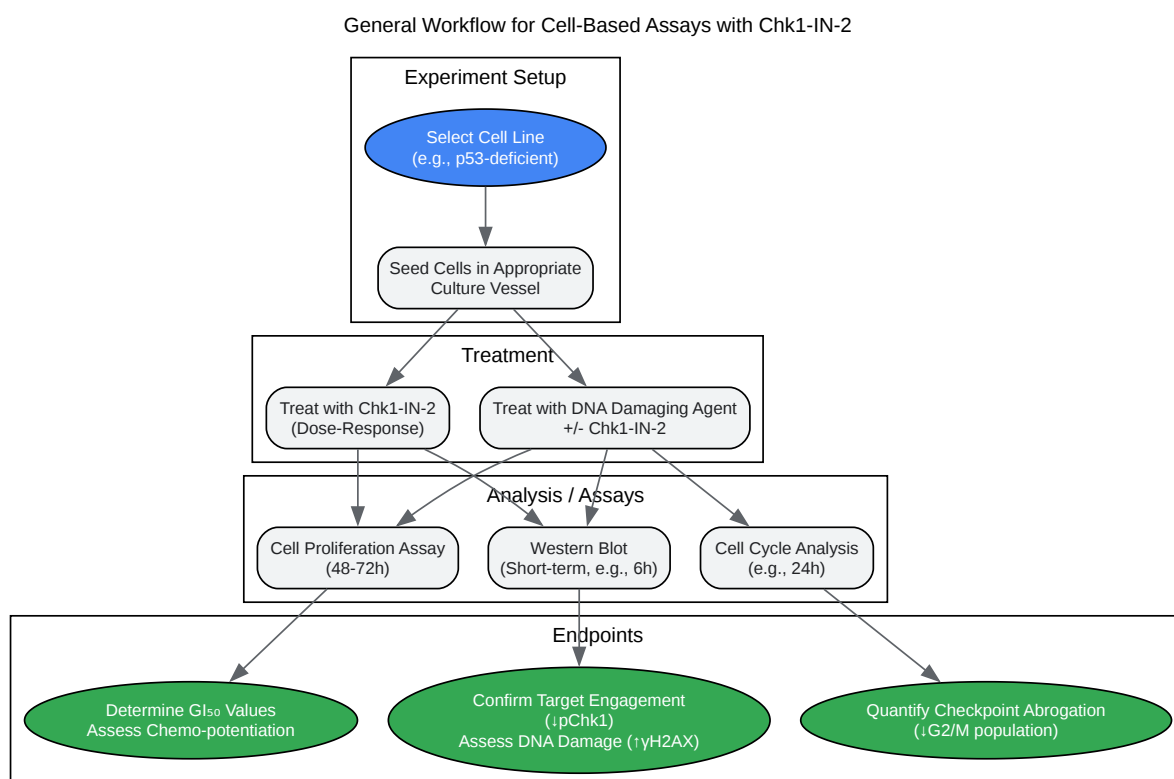 General Workflow for Cell-Based Assays with Chk1-IN-2
Experiment Setup
Select Cell Line
(e.g., p53-deficient)
Seed Cells in Appropriate
Culture Vessel
Treatment
Treat with Chk1-IN-2
(Dose-Response)
Treat with DNA Damaging Agent
+/- Chk1-IN-2
Analysis / Assays
Cell Proliferation Assay
(48-72h)
Western Blot
(Short-term, e.g., 6h)
Cell Cycle Analysis
(e.g., 24h)
Endpoints
Determine GI₅₀ Values
Assess Chemo-potentiation
Confirm Target Engagement
(↓pChk1)
Assess DNA Damage (↑γH2AX)
Quantify Checkpoint Abrogation
(↓G2/M population)